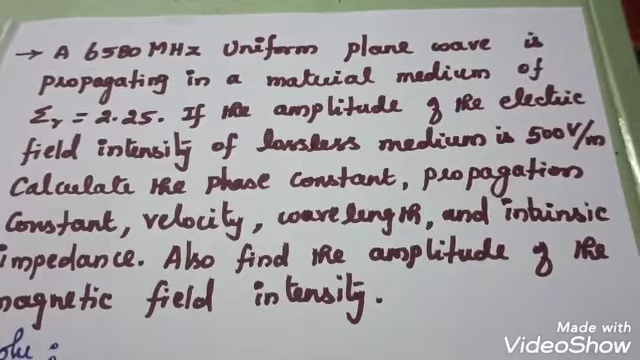 → A 6580 MHz Uniform plane wave is
propagating in a material medium of
Σr = 2.25. If the amplitude of the electric
field intensity of lossless medium is 500V/m
Calculate the phase constant, propagation
Constant, velocity, wavelength, and intrinsic
impedance. Also find the amplitude of the
magnetic field intensity.
Made with
VideoShow